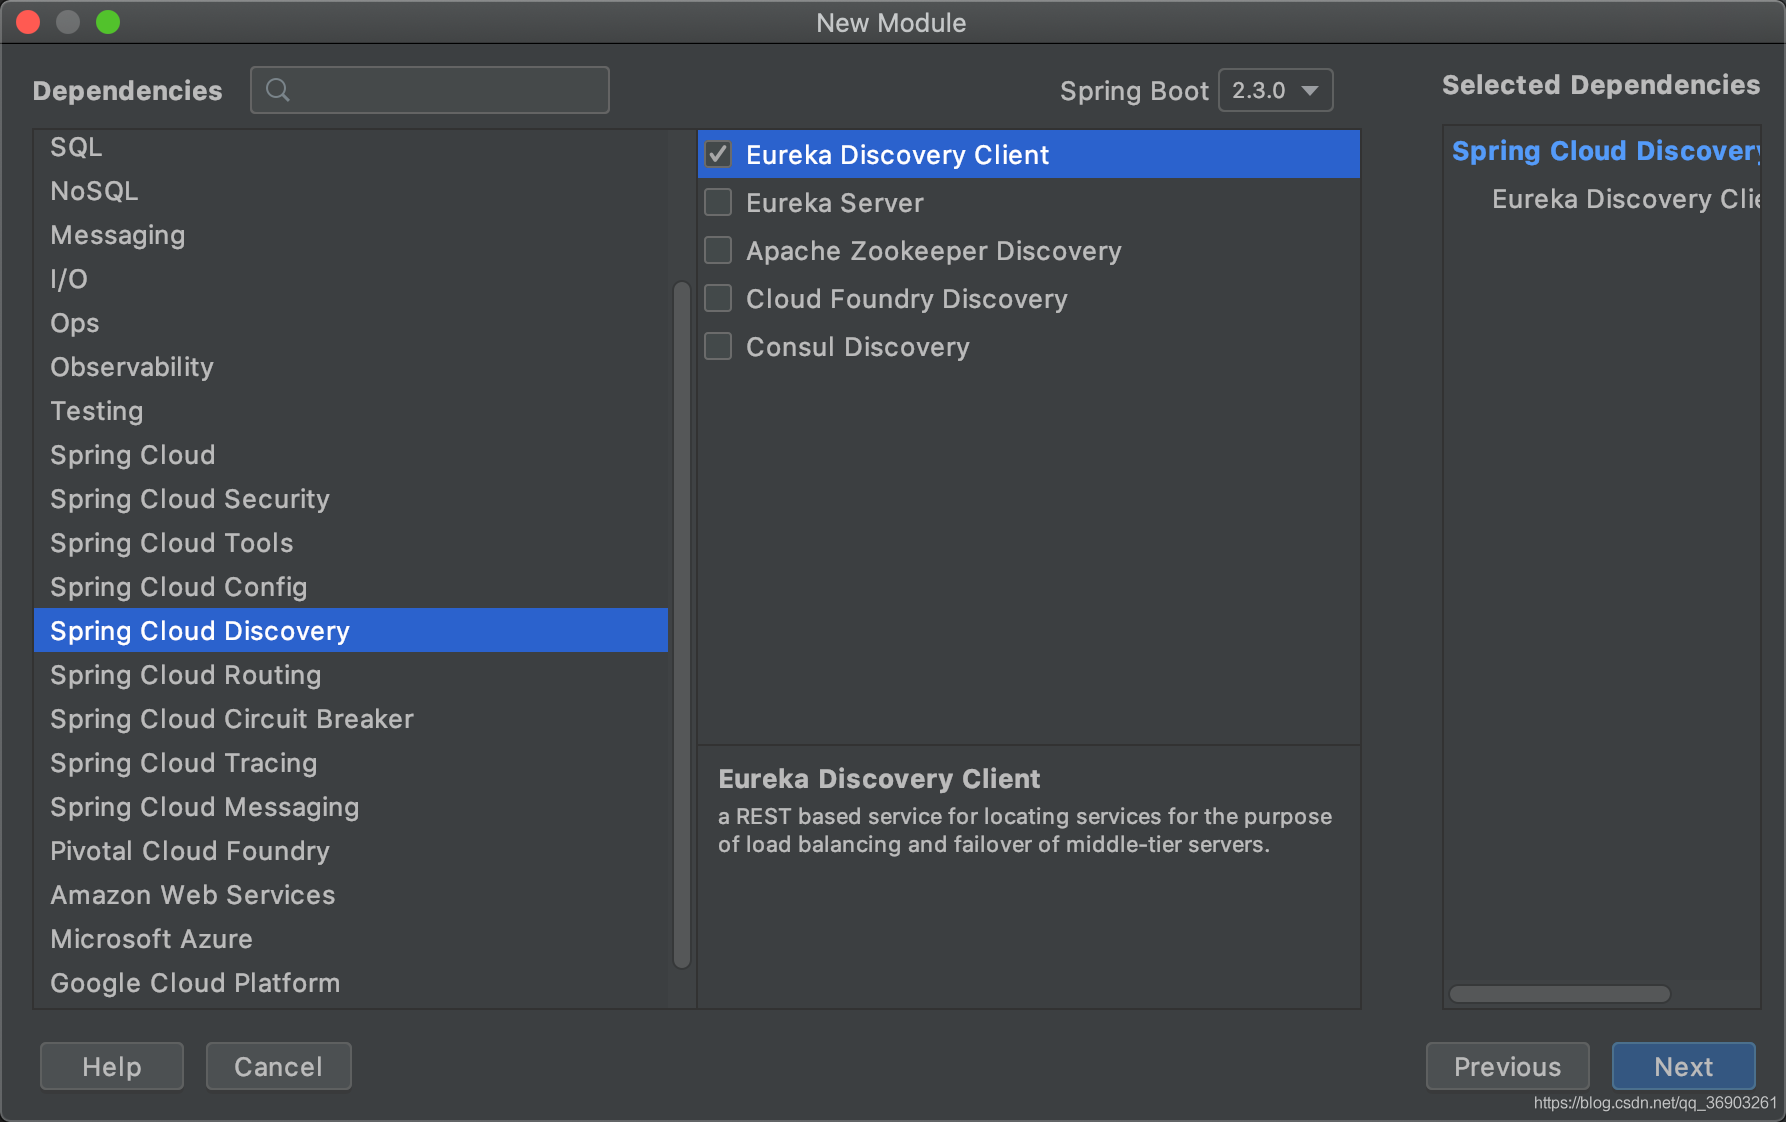 New Module
Dependencies
Spring Boot 2.3.0
Selected Dependencies
SQL
NoSQL
Messaging
I/O
Ops
Observability
Testing
Spring Cloud
Spring Cloud Security
Spring Cloud Tools
Spring Cloud Config
Spring Cloud Discovery
Spring Cloud Routing
Spring Cloud Circuit Breaker
Spring Cloud Tracing
Spring Cloud Messaging
Pivotal Cloud Foundry
Amazon Web Services
Microsoft Azure
Google Cloud Platform
Eureka Discovery Client
Eureka Server
Apache Zookeeper Discovery
Cloud Foundry Discovery
Consul Discovery
Eureka Discovery Client
a REST based service for locating services for the purpose
of load balancing and failover of middle-tier servers.
Spring Cloud Discovery
Eureka Discovery Clie
Help
Cancel
Previous
Next
https://blog.csdn.net/qq_36903261